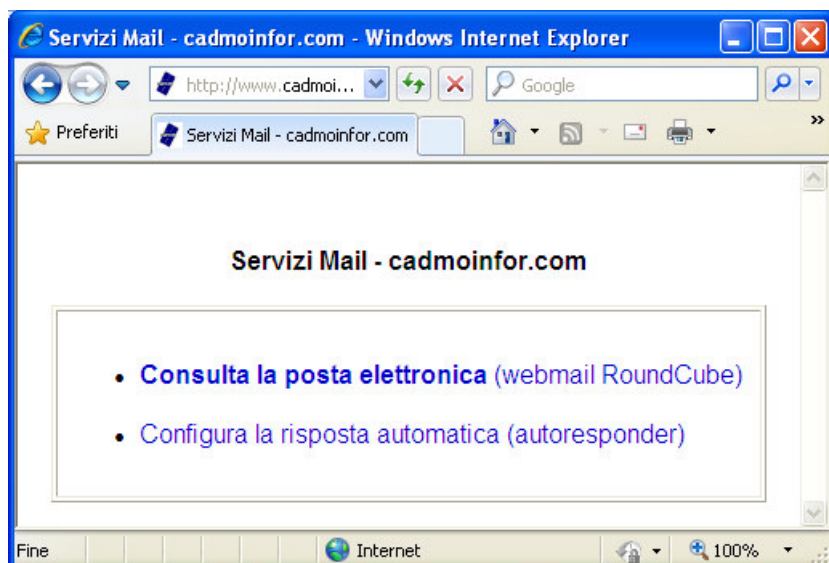 Servizi Mail - cadmoinfor.com - Windows Internet Explorer
http://www.cadmoi... Google
Preferiti Servizi Mail - cadmoinfor.com »
Servizi Mail - cadmoinfor.com
• Consulta la posta elettronica (webmail RoundCube)
• Configura la risposta automatica (autoresponder)
Fine Internet 100%